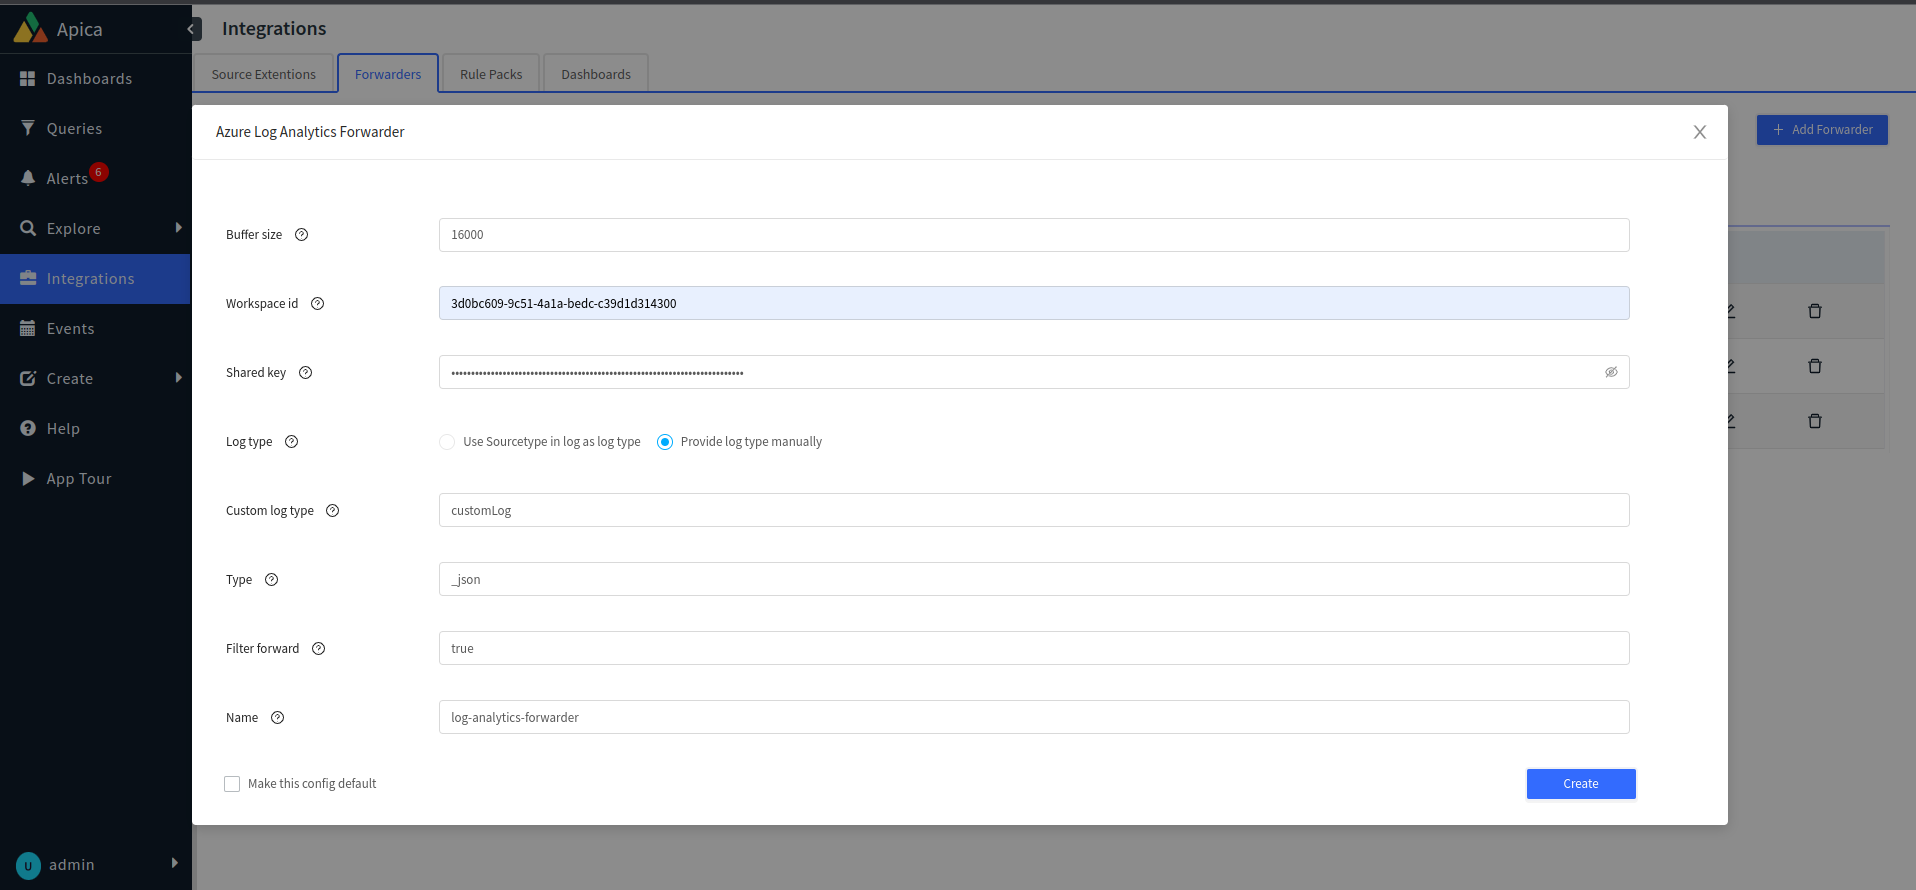 Apica
Integrations
Source Extentions
Forwarders
Rule Packs
Dashboards
Dashboards
Queries
Alerts
6
Explore
Integrations
Events
Create
Help
App Tour
U
admin
+ Add Forwarder
Azure Log Analytics Forwarder
Buffer size
16000
Workspace id
3d0bc609-9c51-4a1a-bedc-c39d1d314300
Shared key
Log type
Use Sourcetype in log as log type
Provide log type manually
Custom log type
customLog
Type
_json
Filter forward
true
Name
log-analytics-forwarder
Make this config default
Create